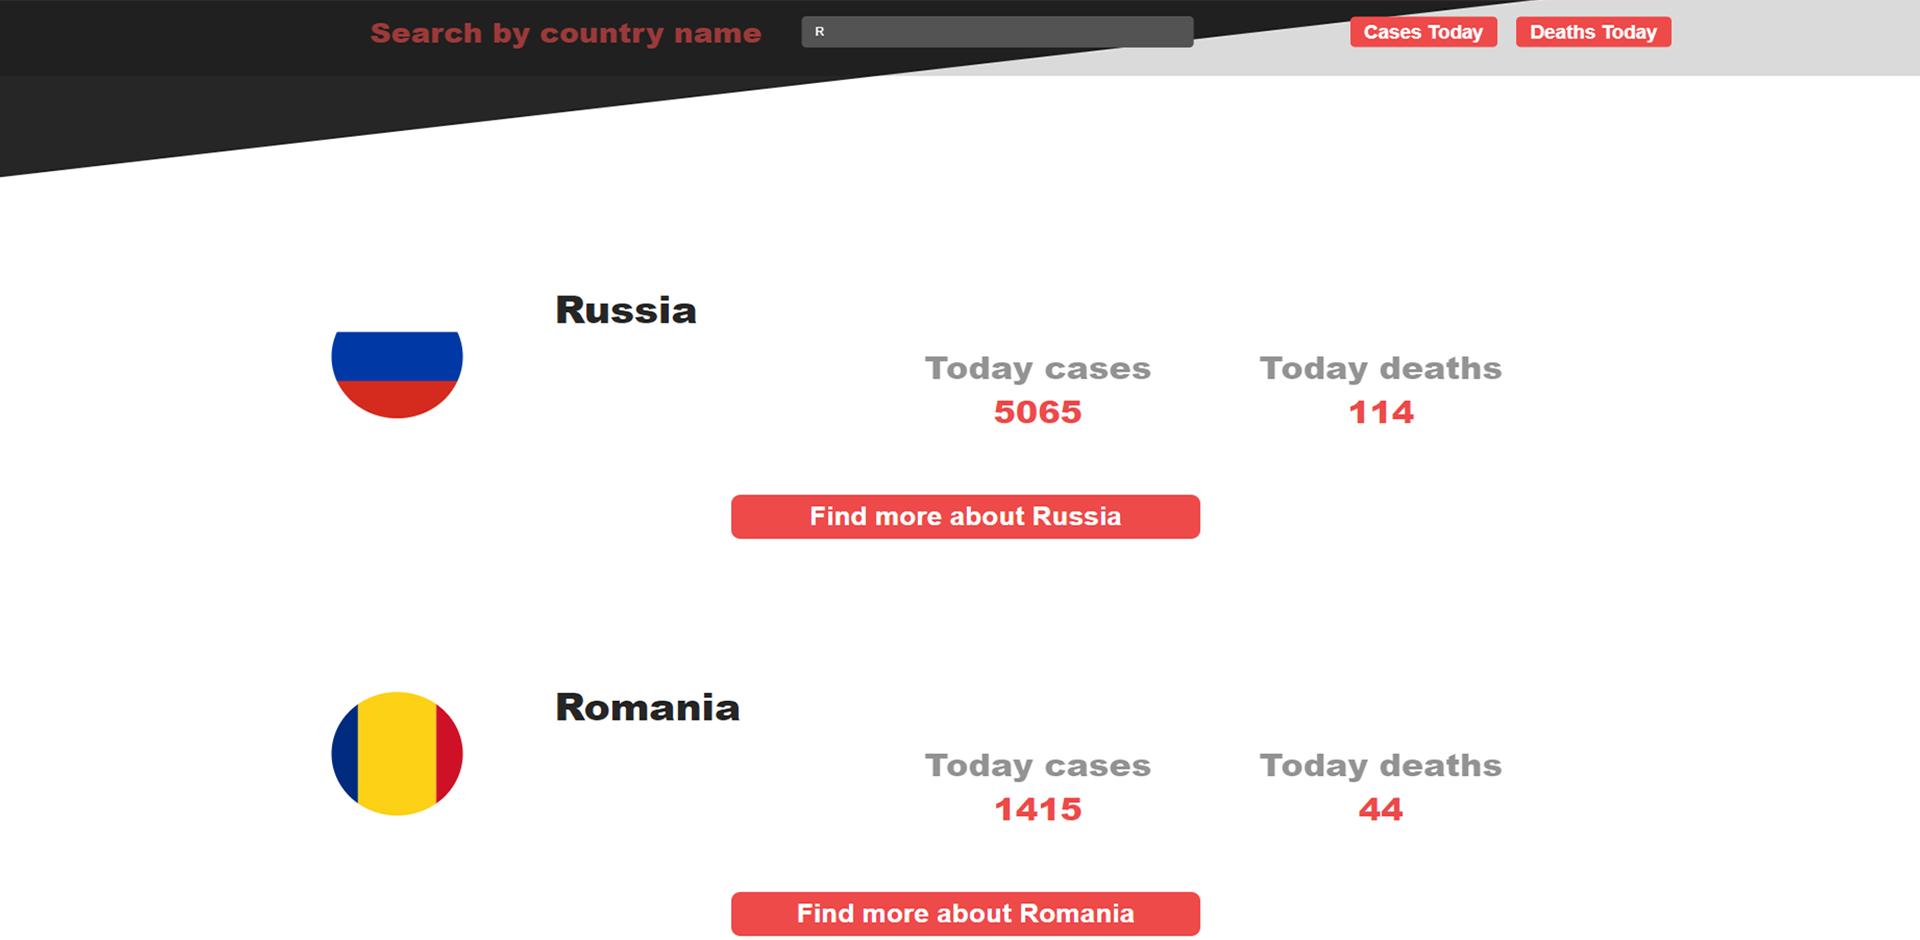 Search by country name
R
Cases Today
Deaths Today
Russia
Today cases
Today deaths
5065
114
Find more about Russia
Romania
Today cases
Today deaths
1415
44
Find more about Romania